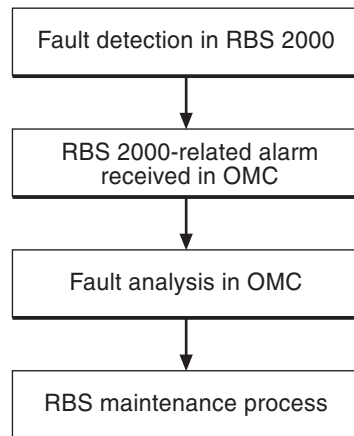 Fault detection in RBS 2000
RBS 2000-related alarm
received in OMC
Fault analysis in OMC
RBS maintenance process